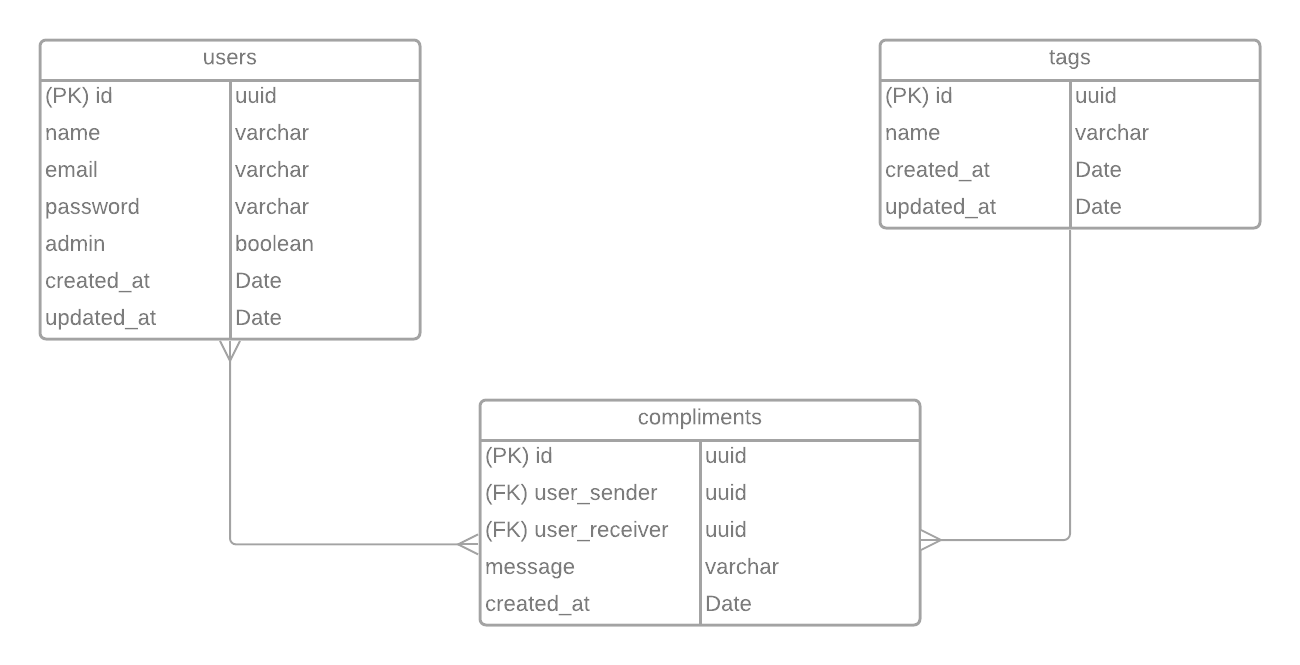 users
(PK) id uuid
name varchar
email varchar
password varchar
admin boolean
created_at Date
updated_at Date
tags
(PK) id uuid
name varchar
created_at Date
updated_at Date
compliments
(PK) id uuid
(FK) user_sender uuid
(FK) user_receiver uuid
message varchar
created_at Date